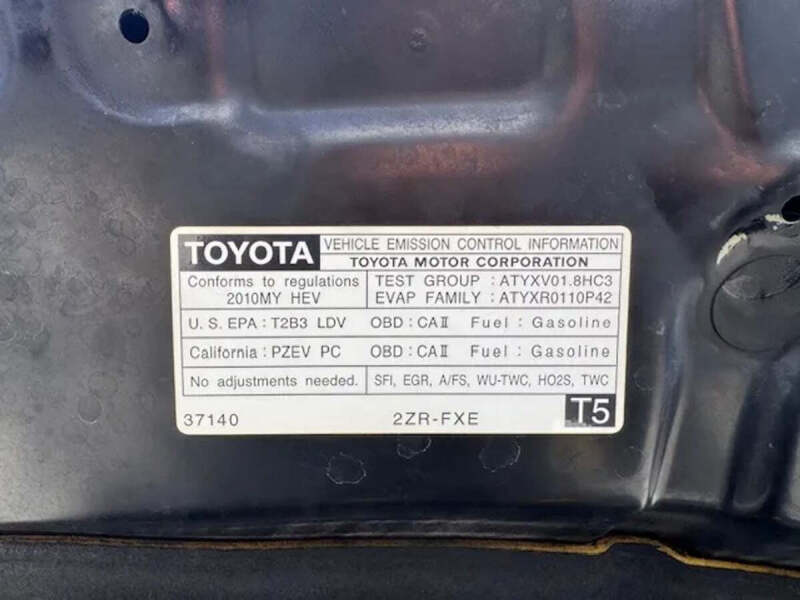 TOYOTA VEHICLE EMISSION CONTROL INFORMATION
TOYOTA MOTOR CORPORATION
Conforms to regulations
2010MY HEV
TEST GROUP : ATYXV01.8HC3
EVAP FAMILY : ATYXR0110P42
U. S. EPA : T2B3 LDV OBD : CAⅡ Fuel : Gasoline
California : PZEV PC OBD : CAⅡ Fuel : Gasoline
No adjustments needed. SFI, EGR, A/FS, WU-TWC, HO2S, TWC
37140 2ZR-FXE T5